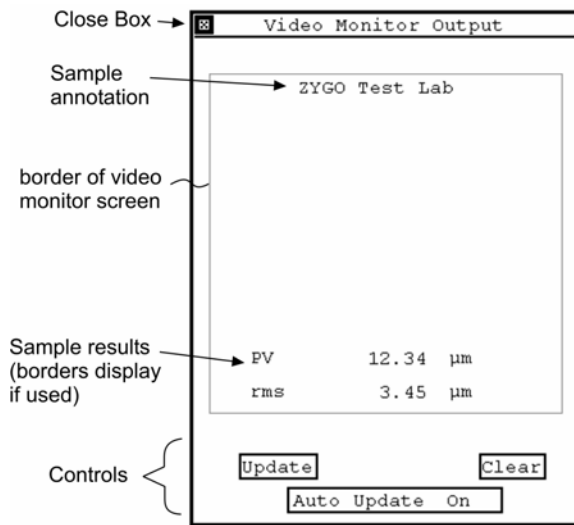 Close Box
Video Monitor Output
Sample
annotation
ZYGO Test Lab
border of video
monitor screen
Sample results
(borders display
if used)
PV 12.34 µm
rms 3.45 µm
Controls
Update Clear
Auto Update On